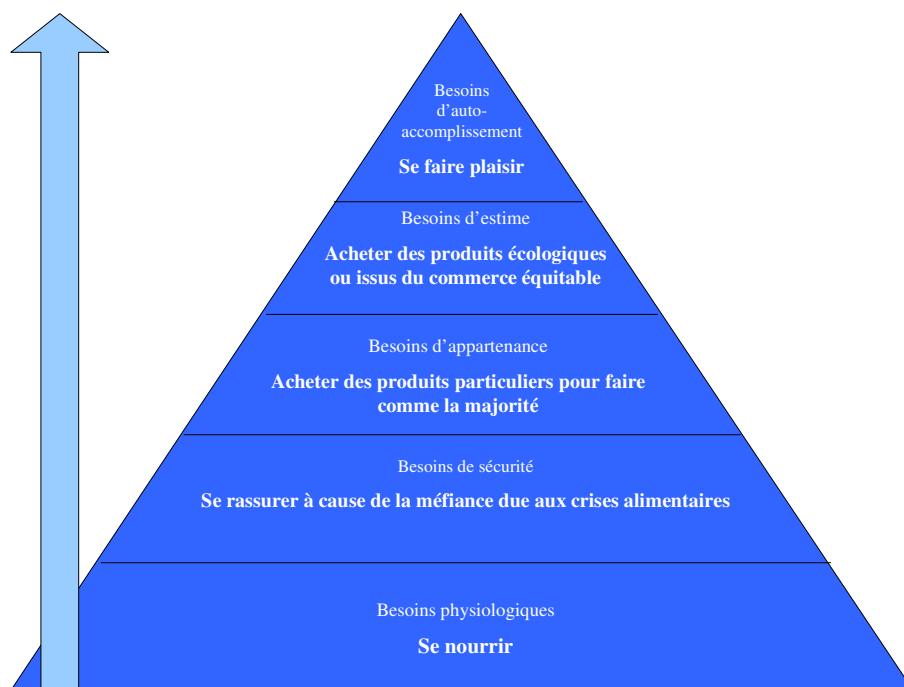 Besoins
d’auto-
accomplissement
Se faire plaisir
Besoins d’estime
Acheter des produits écologiques
ou issus du commerce équitable
Besoins d’appartenance
Acheter des produits particuliers pour faire
comme la majorité
Besoins de sécurité
Se rassurer à cause de la méfiance due aux crises alimentaires
Besoins physiologiques
Se nourrir